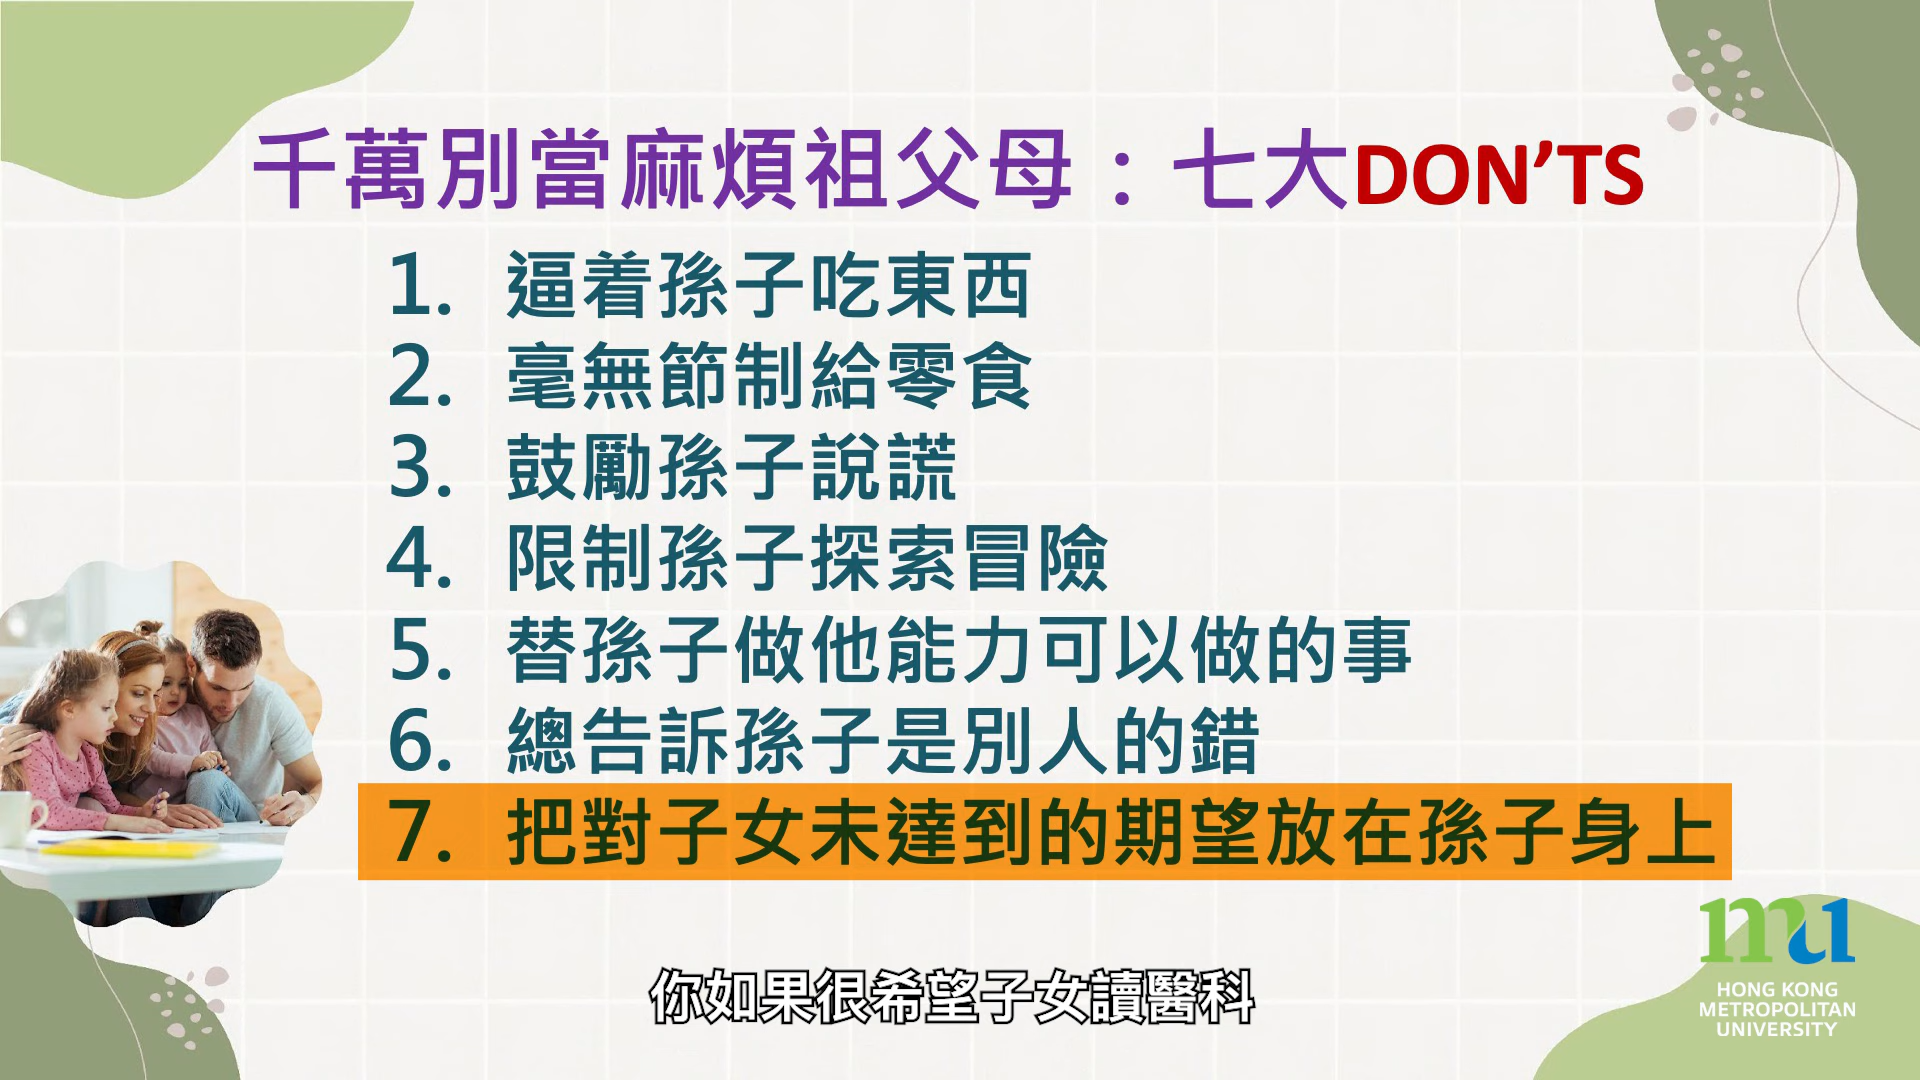 千萬別當麻煩祖父母：七大DON’TS
1. 逼着孫子吃東西
2. 毫無節制給零食
3. 鼓勵孫子說謊
4. 限制孫子探索冒險
5. 替孫子做他能力可以做的事
6. 總告訴孫子是別人的錯
7. 把對子女未達到的期望放在孫子身上
你如果很希望子女讀醫科
mu
HONG KONG
METROPOLITAN
UNIVERSITY